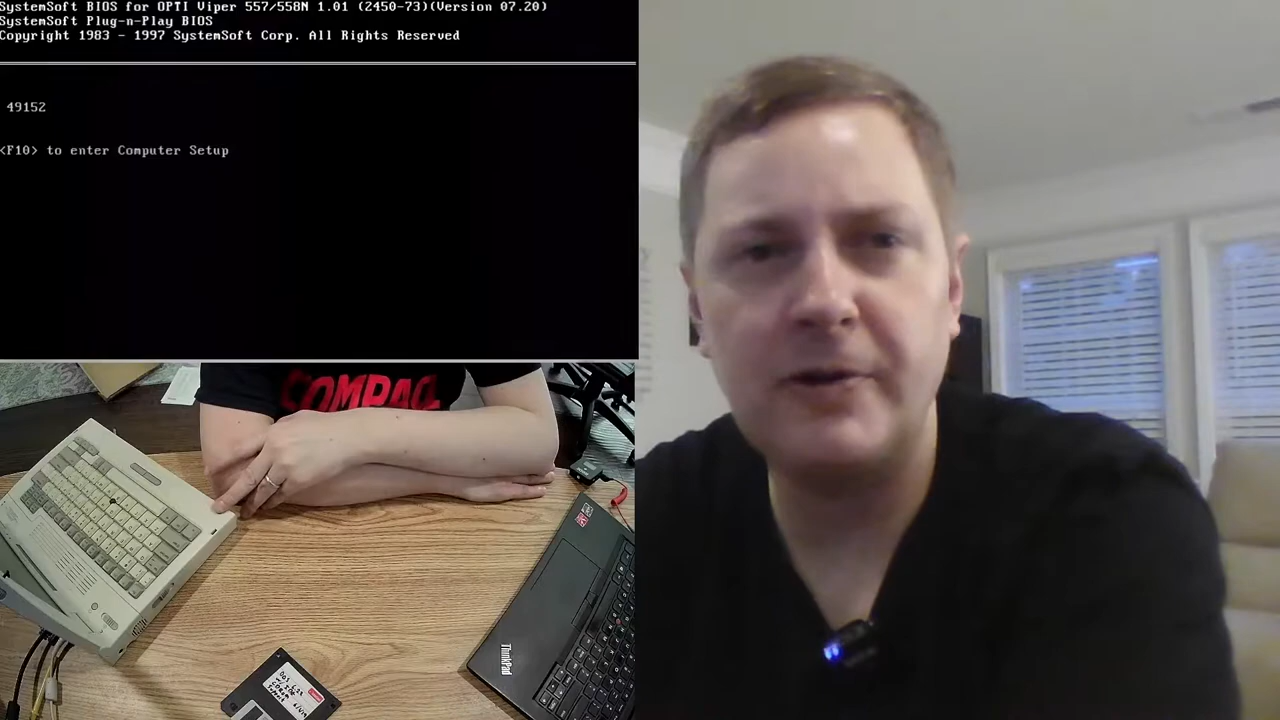 SystemSoft BIOS for OPTI Viper 557/558N 1.01 (2450-73)(Version 07.20)
SystemSoft Plug-n-Play BIOS
Copyright 1983 - 1997 SystemSoft Corp. All Rights Reserved
49152
<F10> to enter Computer Setup
COMPAQ
ThinkPad